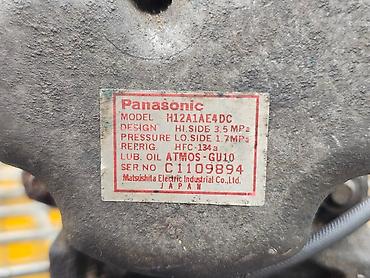 Panasonic
MODEL H12A1AE4DC
DESIGN HI.SIDE 3.5 MPa
PRESSURE LO.SIDE 1.7MPa
REFRIG. HFC-134a
LUB. OIL ATMOS-GU10
SER.NO C1109894
Matsushita Electric Industrial Co.,Ltd.
JAPAN